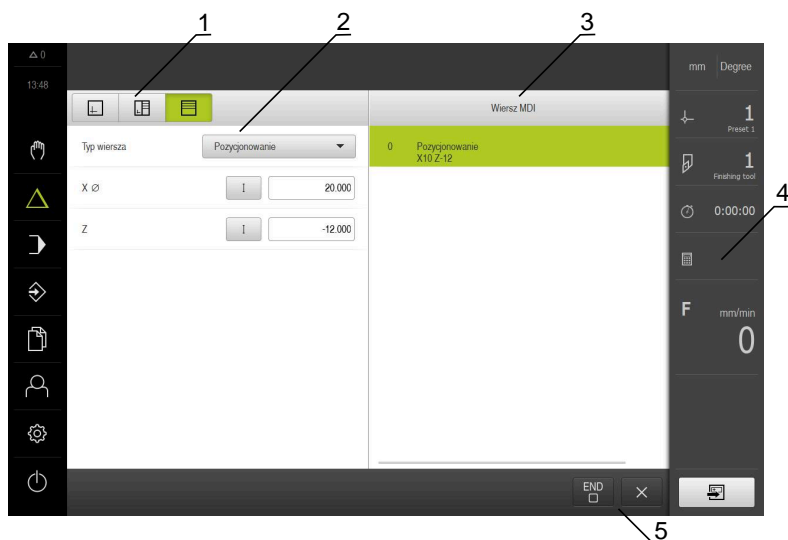 1
2
3
△ 0
13:48
mm Degree
Wiersz MDI
1
Preset 1
Typ wiersza Pozycjonowanie
0 Pozycjonowanie
X10 Z-12
1
Finishing tool
X ∅ I 20.000
4
0:00:00
Z I -12.000
F mm/min
0
END
5